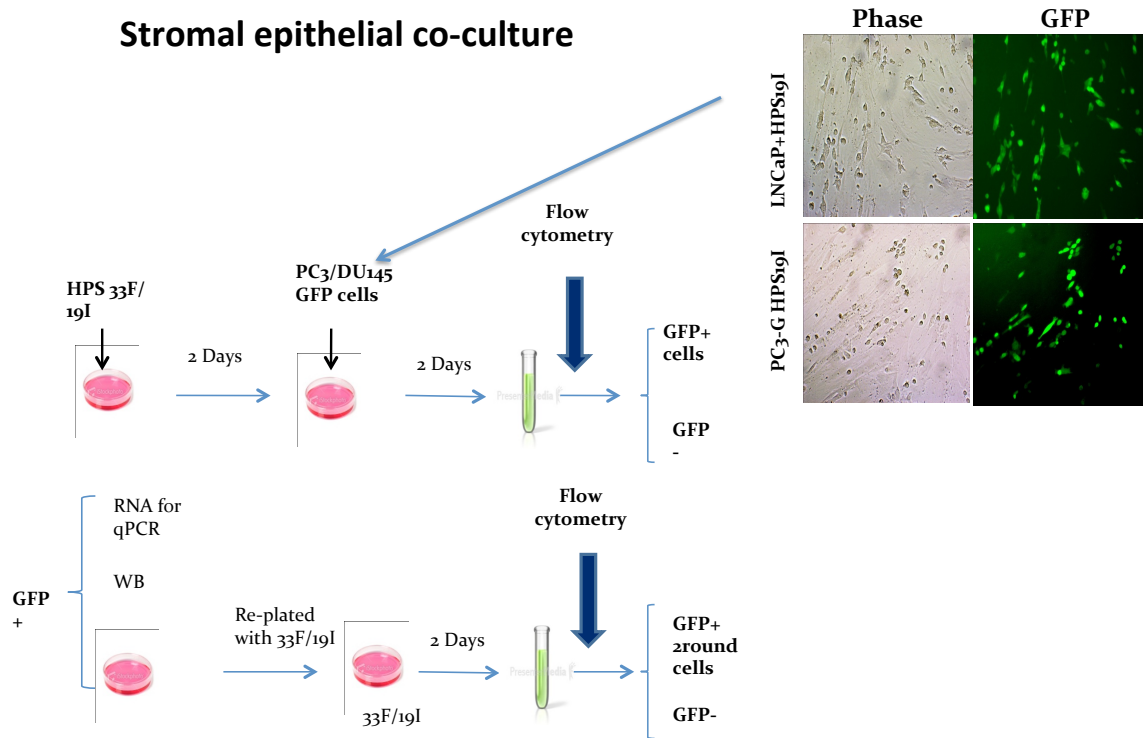 Stromal epithelial co-culture
Phase
GFP
LNCaP+HPS19I
PC3-G HPS19I
Flow
cytometry
HPS 33F/
19I
PC3/DU145
GFP cells
2 Days
2 Days
GFP+
cells
GFP
-
RNA for
qPCR
WB
GFP
+
Re-plated
with 33F/19I
33F/19I
2 Days
Flow
cytometry
GFP+
2round
cells
GFP-